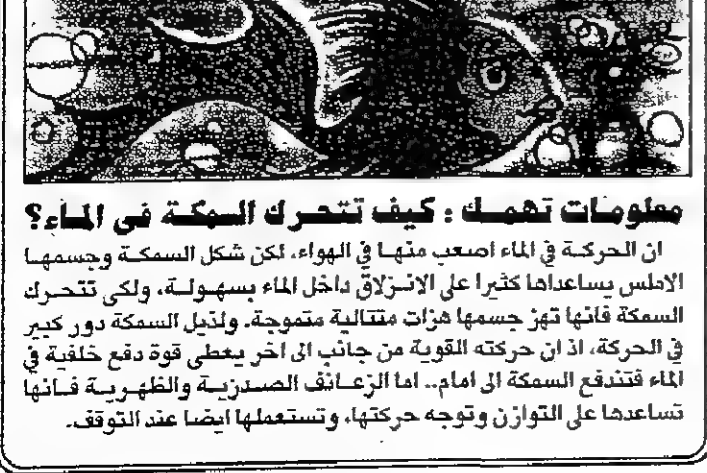 معلومات تهمك : كيف تتحرك السمكة في الماء؟
ان الحركة في الماء اصعب منها في الهواء، لكن شكل السمكة وجسمها
الاملس يساعداها كثيرا على الانزلاق داخل الماء بسهولة، ولكى تتحرك
السمكة فانها تهز جسمها هزات متتالية متموجة. ولذيل السمكة دور كبير
في الحركة، اذ ان حركته القوية من جانب الى اخر يعطى قوة دفع خلفية في
الماء فتندفع السمكة الى امام.. اما الزعانف الصدرية والظهرية فانها
تساعدها على التوازن وتوجه حركتها، وتستعملها ايضا عند التوقف.